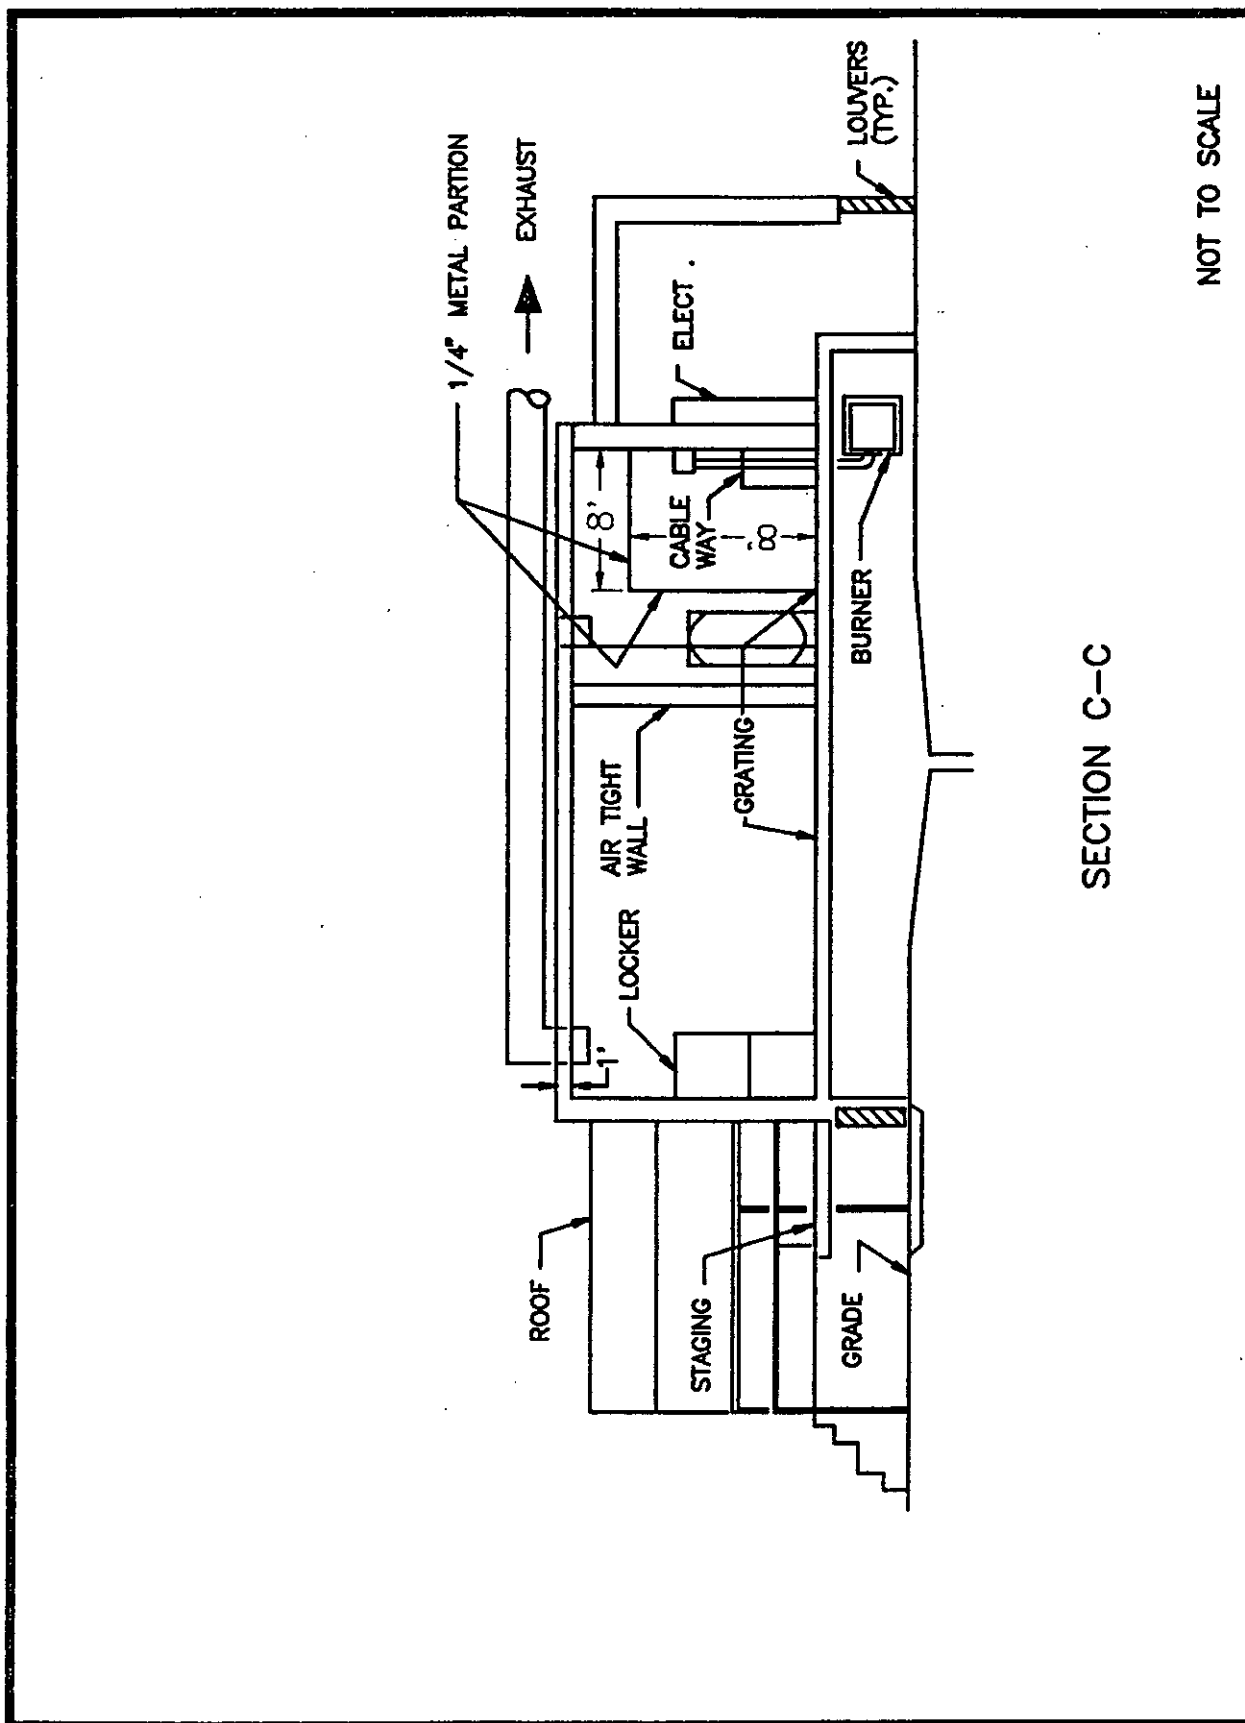 1/4" METAL PARTION
EXHAUST
LOUVERS
(TYP.)
ELECT .
8'
CABLE
WAY
8'
AIR TIGHT
WALL
LOCKER
1'
GRATING
BURNER
ROOF
STAGING
GRADE
SECTION C-C
NOT TO SCALE